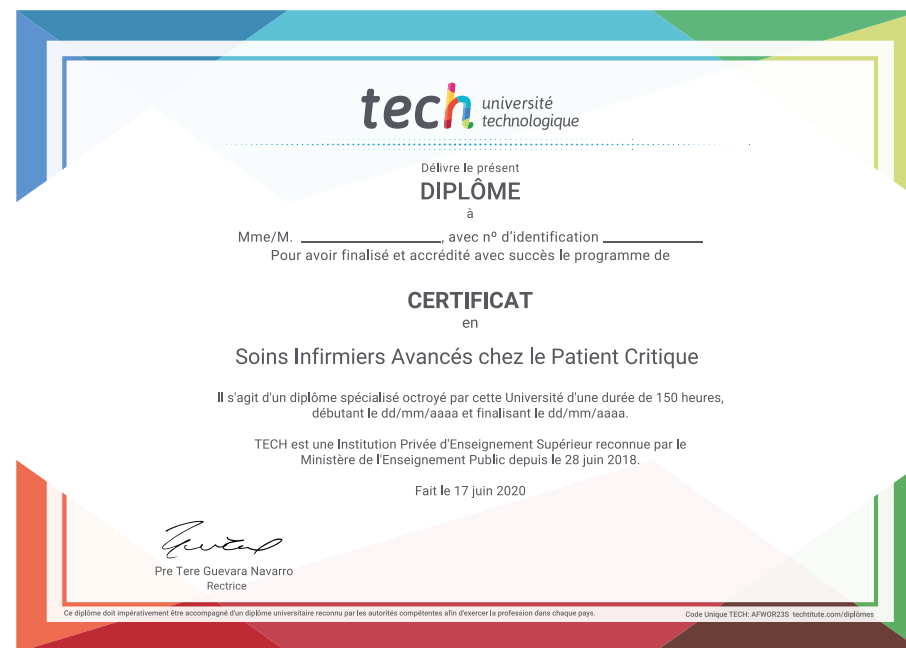 tech université
technologique
Délivre le présent
DIPLÔME
à
Mme/M. ____________, avec nº d'identification ____________
Pour avoir finalisé et accrédité avec succès le programme de
CERTIFICAT
en
Soins Infirmiers Avancés chez le Patient Critique
Il s'agit d'un diplôme spécialisé octroyé par cette Université d'une durée de 150 heures,
débutant le dd/mm/aaaa et finalisant le dd/mm/aaaa.
TECH est une Institution Privée d'Enseignement Supérieur reconnue par le
Ministère de l'Enseignement Public depuis le 28 juin 2018.
Fait le 17 juin 2020
Pre Tere Guevara Navarro
Rectrice
Ce diplôme doit impérativement être accompagné d'un diplôme universitaire reconnu par les autorités compétentes afin d'exercer la profession dans chaque pays.
Code Unique TECH: AFWOR23S techtitute.com/diplômes